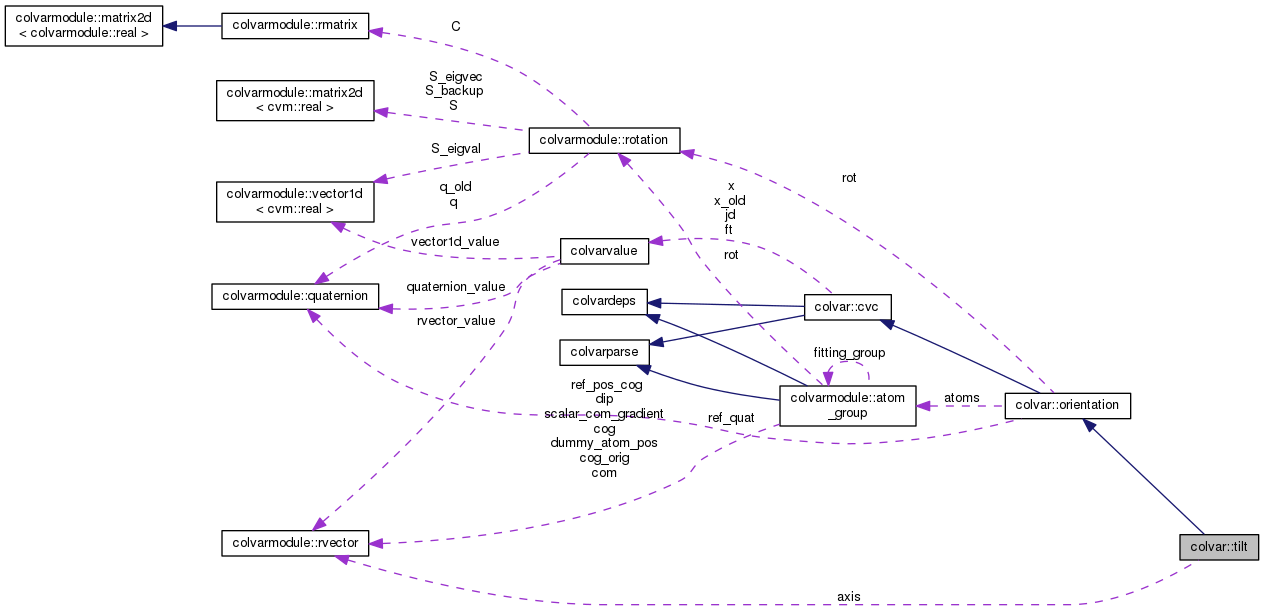 colvarmodule::matrix2d
< colvarmodule::real >
colvarmodule::rmatrix
C
colvarmodule::matrix2d
< cvm::real >
S_eigvec
S_backup
S
colvarmodule::rotation
S_eigval
colvarmodule::vector1d
< cvm::real >
q_old
q
vector1d_value
colvarvalue
x
x_old
jd
ft
rot
rot
colvarmodule::quaternion
quaternion_value
rvector_value
colvardeps
colvar::cvc
colvarparse
fitting_group
colvarmodule::atom
_group
atoms
colvar::orientation
ref_pos_cog
dip
scalar_com_gradient
cog
dummy_atom_pos
cog_orig
com
ref_quat
colvarmodule::rvector
colvar::tilt
axis